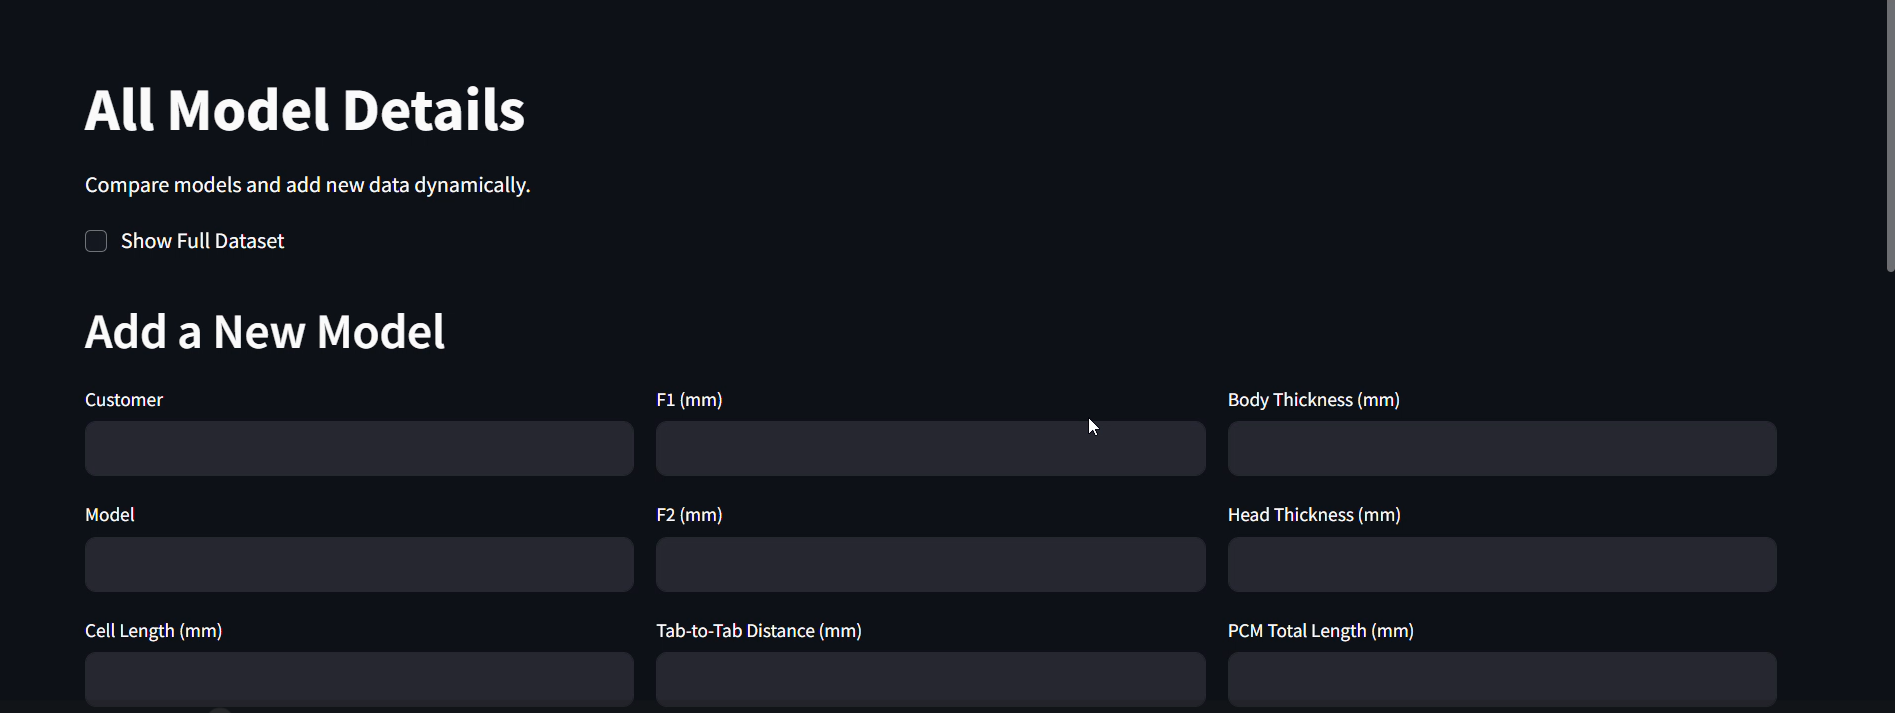 All Model Details
Compare models and add new data dynamically.
Show Full Dataset
Add a New Model
Customer
F1 (mm)
Body Thickness (mm)
Model
F2 (mm)
Head Thickness (mm)
Cell Length (mm)
Tab-to-Tab Distance (mm)
PCM Total Length (mm)